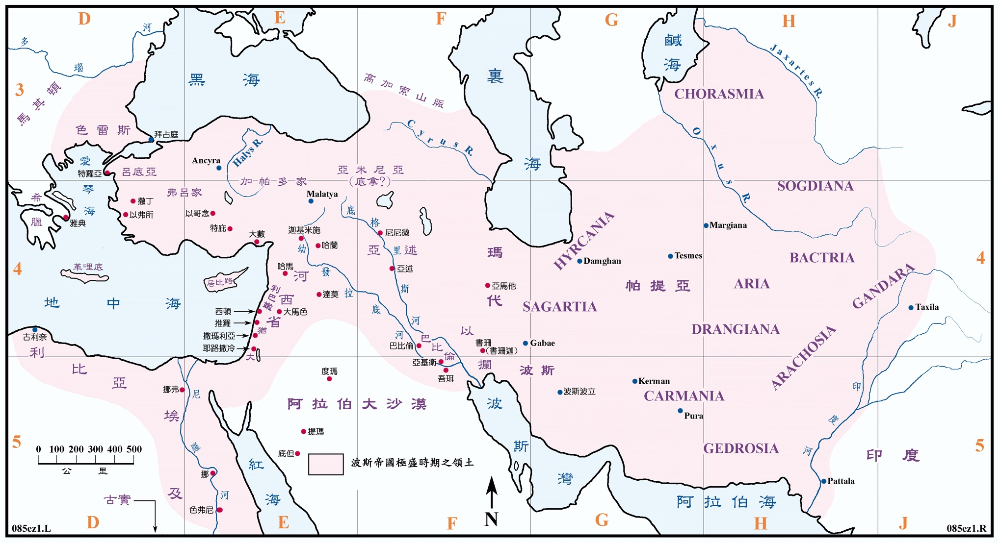 D
E
F
G
H
J
3
4
5
4
5
D
E
F
G
H
J
多瑙河
馬其頓
色雷斯
拜占庭
黑海
高加索山脈
裏海
鹹海
Jaxartes R.
CHORASMIA
Oxus R.
Cyrus R.
Halys R.
Ancyra
愛琴海
特羅亞
呂底亞
加帕多家
亞米尼亞
(底拿?)
弗呂家
Malatya
希臘
雅典
撒丁
以弗所
以哥念
特庇
大數
迦基米施
哈蘭
幼發拉底河
底格里斯河
尼尼微
亞述
亞述
SOGDIANA
Margiana
HYRCANIA
Damghan
Tesmes
BACTRIA
瑪代
亞馬他
帕提亞
ARIA
GANDARA
Taxila
SAGARTIA
DRANGIANA
ARACHOSIA
革哩底
居比路
地中海
哈馬
河西省
利巴嫩
達莫
西頓
大馬色
推羅
撒瑪利亞
猶大
耶路撒冷
古利奈
利比亞
巴比倫
巴比倫
亞基衛
吾珥
以攔
書珊
(書珊迦)
Gabae
波斯
波斯波立
Kerman
CARMANIA
Pura
GEDROSIA
印度河
印度
Pattala
度瑪
阿拉伯大沙漠
提瑪
底但
挪弗
尼羅河
埃及
挪
色弗尼
古實
紅海
波斯灣
阿拉伯海
0 100 200 300 400 500
公里
波斯帝國極盛時期之領土
N
085ez1.L
085ez1.R